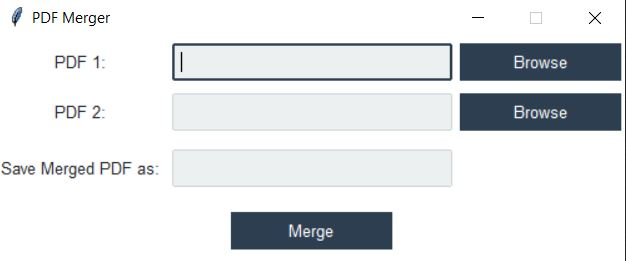 PDF Merger
PDF 1: Browse
PDF 2: Browse
Save Merged PDF as:
Merge